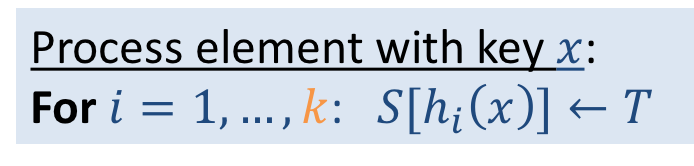 Process element with key x:
For i = 1, ..., k: S[hᵢ(x)] ← T